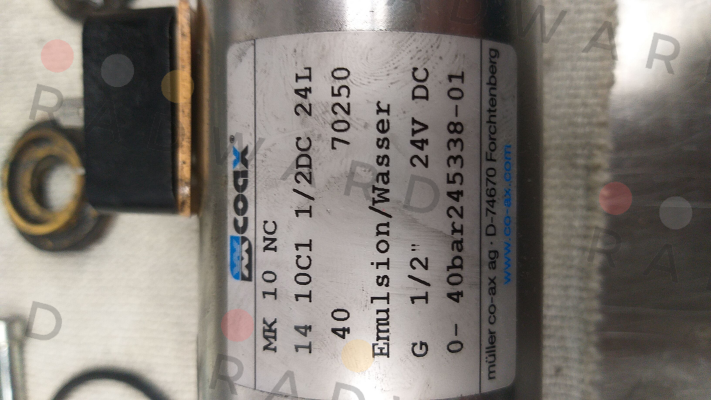 coax®
MK 10 NC
14 10C1 1/2DC 24L
40 70250
Emulsion/Wasser
G 1/2" 24V DC
0- 40bar245338-01
müller co-ax ag · D-74670 Forchtenberg
www.co-ax.com